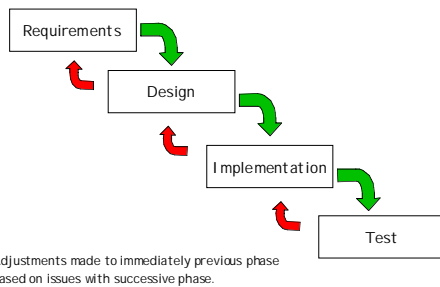 Requirements
Design
Implementation
Test
djustments made to immediately previous phase
ased on issues with successive phase.